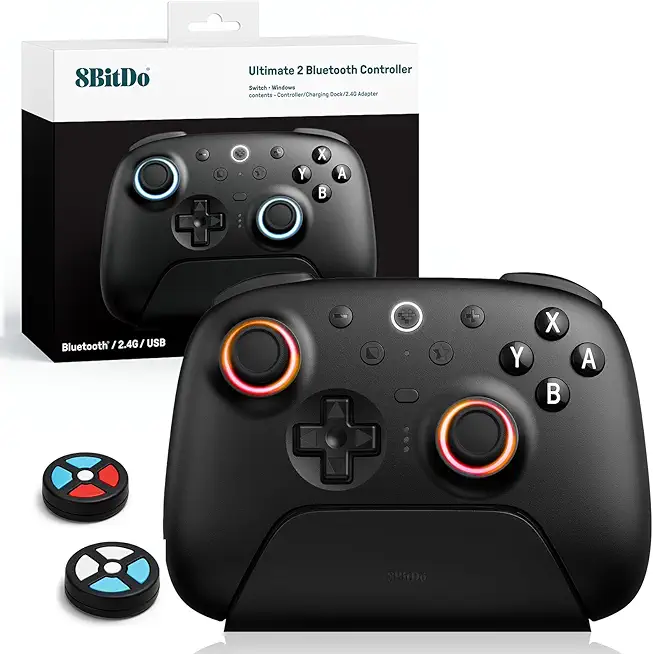 8BitDo
Ultimate 2 Bluetooth Controller
Switch • Windows
contents - Controller/Charging Dock/2.4G Adapter
X
Y
A
B
Bluetooth® / 2.4G / USB
X
Y
A
B
8BitDo